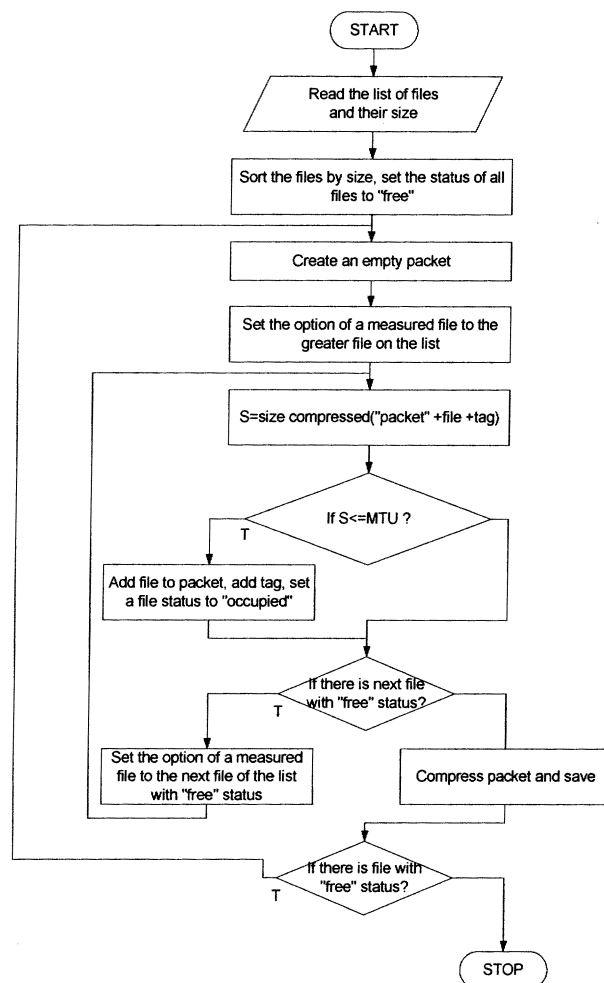 START
Read the list of files
and their size
Sort the files by size, set the status of all
files to "free"
Create an empty packet
Set the option of a measured file to the
greater file on the list
S=size compressed("packet" +file +tag)
If S<=MTU ?
T
Add file to packet, add tag, set
a file status to "occupied"
If there is next file
with "free" status?
T
Set the option of a measured
file to the next file of the list
with "free" status
Compress packet and save
If there is file with
"free" status?
T
STOP